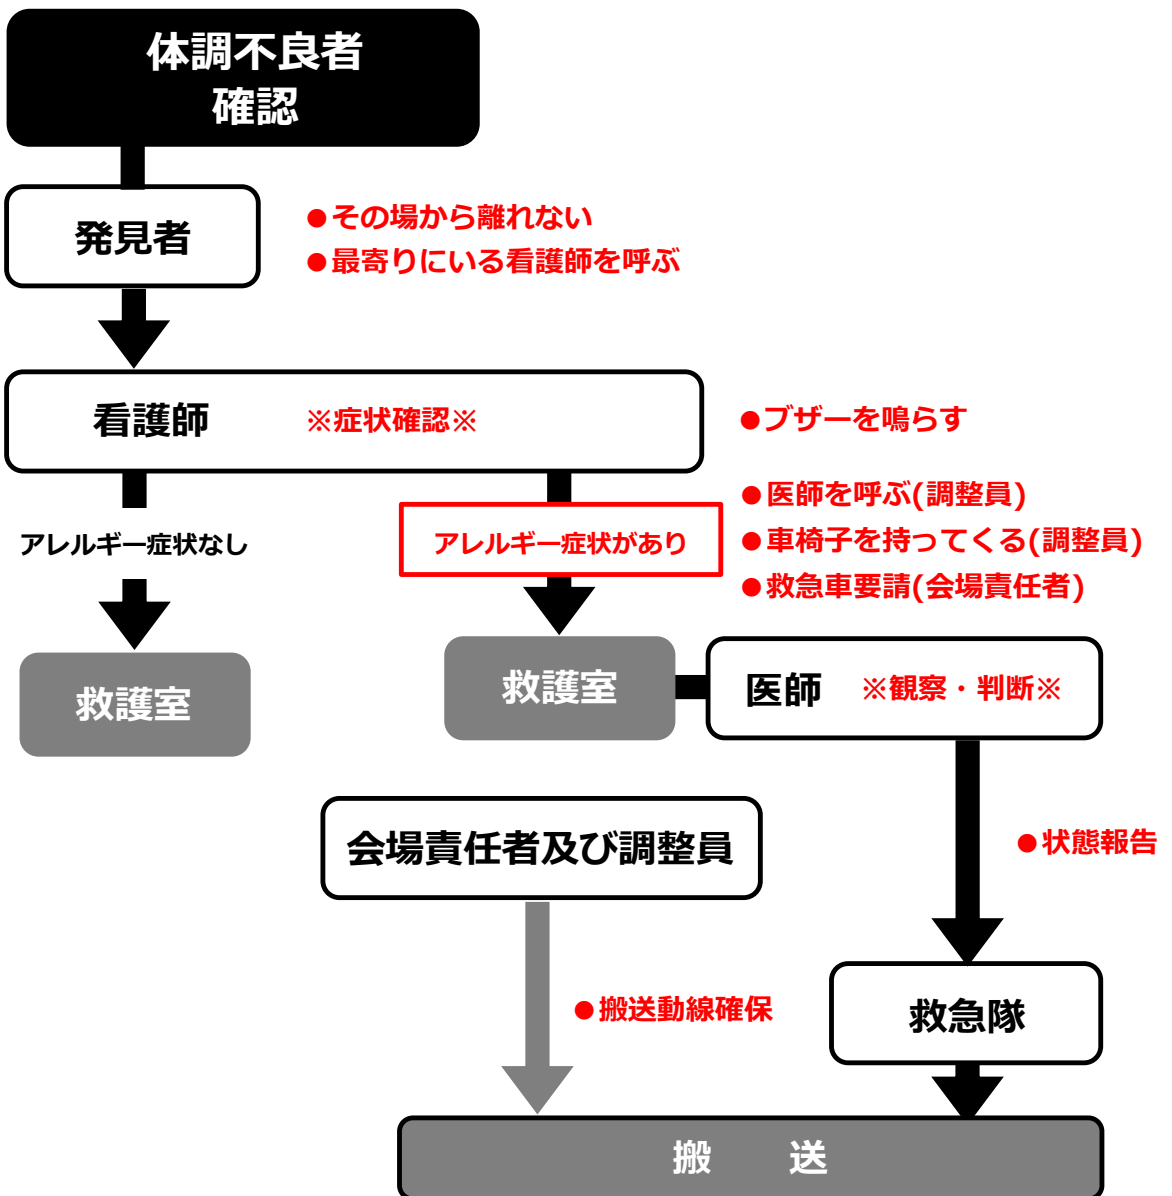 体調不良者
確認
発見者
●その場から離れない
●最寄りにいる看護師を呼ぶ
看護師 ※症状確認※
●ブザーを鳴らす
●医師を呼ぶ(調整員)
●車椅子を持ってくる(調整員)
●救急車要請(会場責任者)
アレルギー症状なし
アレルギー症状があり
救護室
救護室
医師 ※観察・判断※
会場責任者及び調整員
●状態報告
●搬送動線確保
救急隊
搬 送